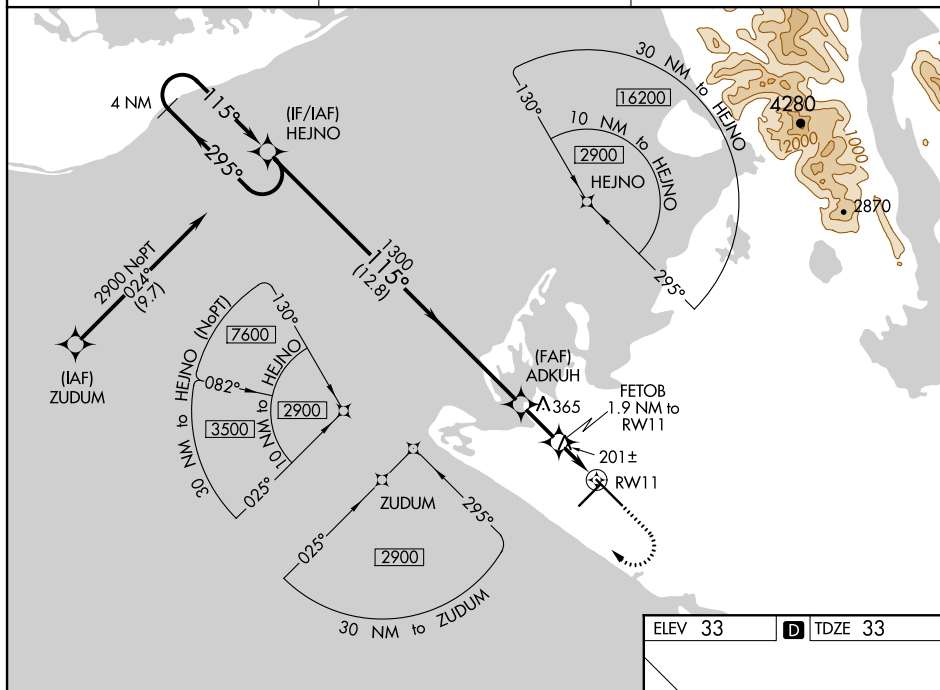 4 NM
115°
295°
(IF/IAF)
HEJNO
30 NM to HEJNO
16200
130°
10 NM to HEJNO
2900
HEJNO
295°
4280
2000
1000
2870
2900 NoPT
024°
(9.7)
(IAF)
ZUDUM
1300
115°
(12.8)
30 NM to HEJNO (NoPT)
7600
130°
082°
10 NM to HEJNO
2900
3500
025°
(FAF)
ADKUH
365
FETOB
1.9 NM to
RW11
201±
RW11
ZUDUM
025°
295°
2900
30 NM to ZUDUM
ELEV 33
D TDZE 33